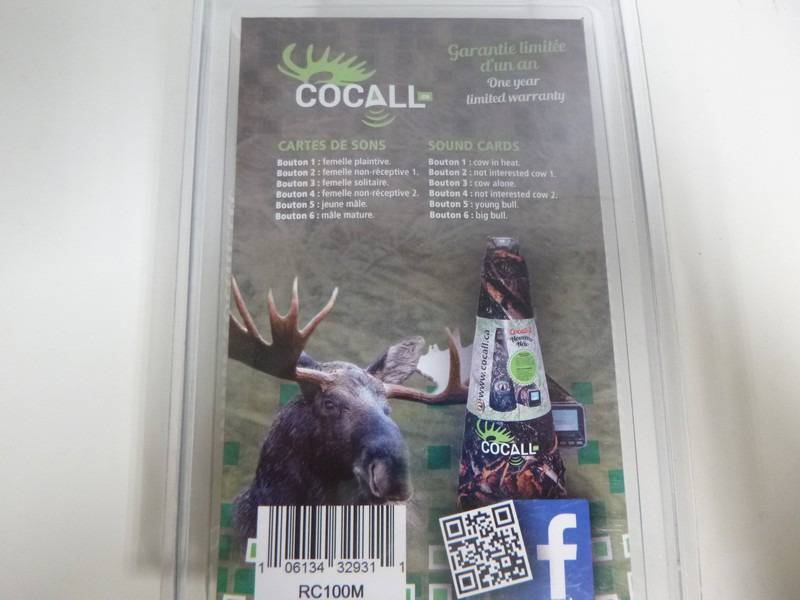 COCALL
Garantie limitée
d'un an
One year
limited warranty
CARTES DE SONS
Bouton 1 : femelle plaintive.
Bouton 2 : femelle non-réceptive 1.
Bouton 3 : femelle solitaire.
Bouton 4 : femelle non-réceptive 2.
Bouton 5 : jeune mâle.
Bouton 6 : mâle mature.
SOUND CARDS
Bouton 1 : cow in heat.
Bouton 2 : not interested cow 1.
Bouton 3 : cow alone.
Bouton 4 : not interested cow 2.
Bouton 5 : young bull.
Bouton 6 : big bull.
www.cocall.ca
COCALL
1 06134 32931 1
RC100M
f